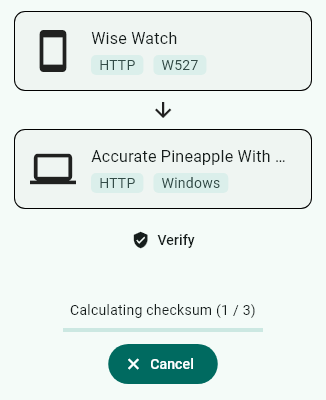 Wise Watch
HTTP W527
Accurate Pineapple With ...
HTTP Windows
Verify
Calculating checksum (1 / 3)
Cancel